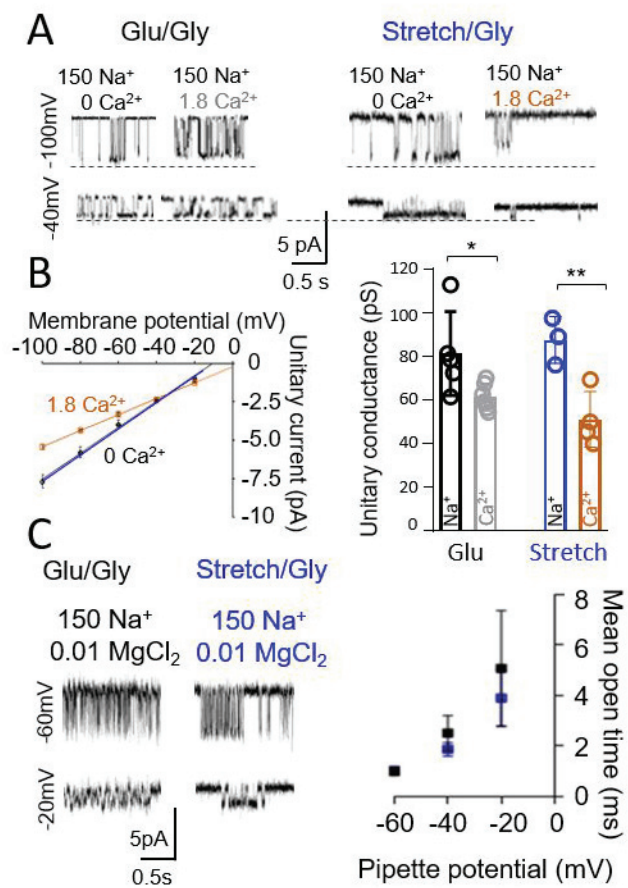 A
Glu/Gly
Stretch/Gly
150 Na⁺
0 Ca²⁺
150 Na⁺
1.8 Ca²⁺
150 Na⁺
0 Ca²⁺
150 Na⁺
1.8 Ca²⁺
-100mV
-40mV
5 pA
0.5 s
B
Membrane potential (mV)
-100 -80 -60 -40 -20 0
0
-2.5
-5.0
-7.5
-10
Unitary current (pA)
1.8 Ca²⁺
0 Ca²⁺
Unitary conductance (pS)
120
100
80
60
40
60
20
0
*
**
Na⁺
Ca²⁺
Na⁺
Ca²⁺
Glu
Stretch
C
Glu/Gly
Stretch/Gly
150 Na⁺
0.01 MgCl₂
150 Na⁺
0.01 MgCl₂
-60mV
-20mV
5pA
0.5s
8
6
4
2
0
Mean open time (ms)
-60 -40 -20 0
Pipette potential (mV)